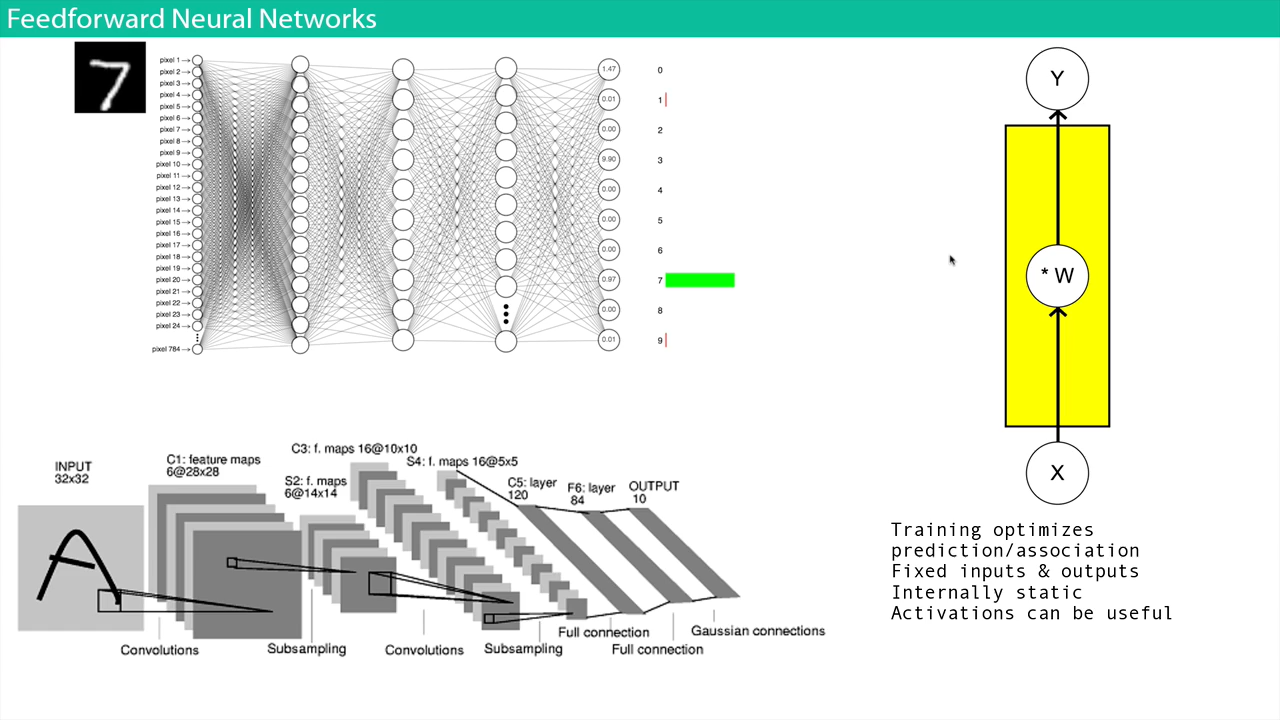 Feedforward Neural Networks
7
pixel 1
pixel 2
pixel 3
pixel 4
pixel 5
pixel 6
pixel 7
pixel 8
pixel 9
pixel 10
pixel 11
pixel 12
pixel 13
pixel 14
pixel 15
pixel 16
pixel 17
pixel 18
pixel 19
pixel 20
pixel 21
pixel 22
pixel 23
pixel 24
pixel 784
1.47 0
0.01 1
0.00 2
9.90 3
0.00 4
0.00 5
0.00 6
0.97 7
0.00 8
0.01 9
Y
* W
X
Training optimizes
prediction/association
Fixed inputs & outputs
Internally static
Activations can be useful
INPUT
32x32
A
C1: feature maps
6@28x28
S2: f. maps
6@14x14
C3: f. maps 16@10x10
S4: f. maps 16@5x5
C5: layer
120
F6: layer
84
OUTPUT
10
Convolutions
Subsampling
Convolutions
Subsampling
Full connection
Full connection
Gaussian connections